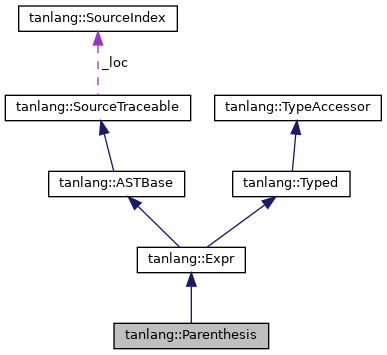 tanlang::SourceIndex
_loc
tanlang::SourceTraceable
tanlang::TypeAccessor
tanlang::ASTBase
tanlang::Typed
tanlang::Expr
tanlang::Parenthesis